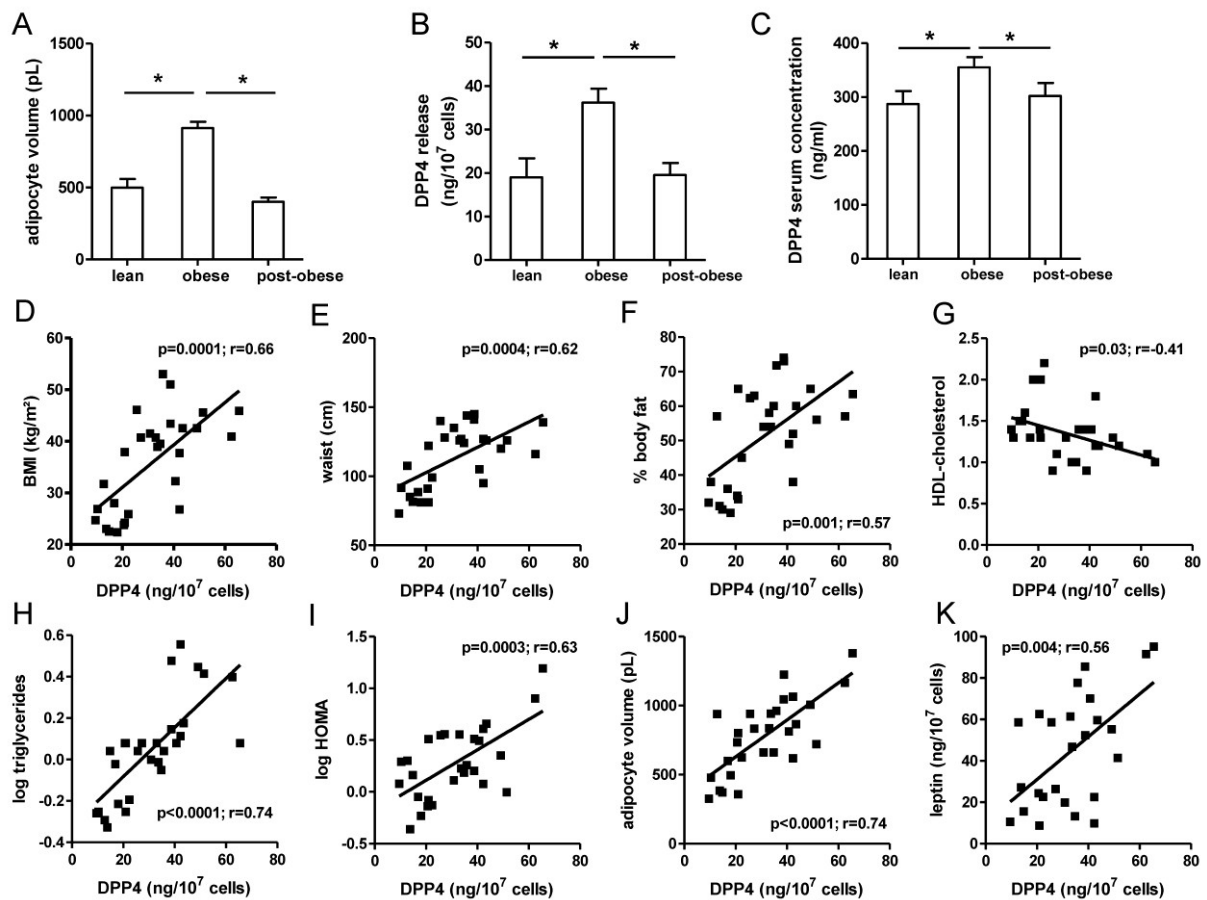 A
adipocyte volume (pL)
1500
1000
500
0
*
*
lean
obese
post-obese
B
DPP4 release
(ng/10⁷ cells)
50
40
30
20
10
0
*
*
lean
obese
post-obese
C
DPP4 serum concentration
(ng/ml)
400
300
200
100
0
*
*
lean
obese
post-obese
D
BMI (kg/m²)
60
50
40
30
20
p=0.0001; r=0.66
0 20 40 60 80
DPP4 (ng/10⁷ cells)
E
waist (cm)
200
150
100
50
p=0.0004; r=0.62
0 20 40 60 80
DPP4 (ng/10⁷ cells)
F
% body fat
80
70
60
50
40
30
20
p=0.001; r=0.57
0 20 40 60 80
DPP4 (ng/10⁷ cells)
G
HDL-cholesterol
2.5
2.0
1.5
1.0
0.5
0.0
p=0.03; r=-0.41
0 20 40 60 80
DPP4 (ng/10⁷ cells)
H
log triglycerides
0.6
0.4
0.2
0.0
-0.2
-0.4
p<0.0001; r=0.74
0 20 40 60 80
DPP4 (ng/10⁷ cells)
I
log HOMA
1.5
1.0
0.5
0.0
-0.5
p=0.0003; r=0.63
0 20 40 60 80
DPP4 (ng/10⁷ cells)
J
adipocyte volume (pL)
1500
1000
500
0
p<0.0001; r=0.74
0 20 40 60 80
DPP4 (ng/10⁷ cells)
K
leptin (ng/10⁷ cells)
100
80
60
40
20
0
p=0.004; r=0.56
0 20 40 60 80
DPP4 (ng/10⁷ cells)